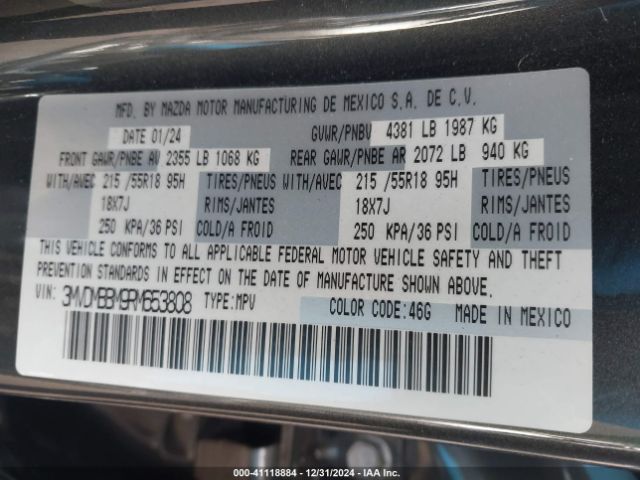 MFD. BY MAZDA MOTOR MANUFACTURING DE MEXICO S.A. DE C.V.
DATE 01/24 GVWR/PNBV 4381 LB 1987 KG
FRONT GAWR/PNBE AV 2355 LB 1068 KG REAR GAWR/PNBE AR 2072 LB 940 KG
WITH/AVEC 215 /55R18 95H TIRES/PNEUS WITH/AVEC 215 /55R18 95H TIRES/PNEUS
18X7J RIMS/JANTES 18X7J RIMS/JANTES
250 KPA/36 PSI COLD/A FROID 250 KPA/36 PSI COLD/A FROID
THIS VEHICLE CONFORMS TO ALL APPLICABLE FEDERAL MOTOR VEHICLE SAFETY AND THEFT
PREVENTION STANDARDS IN EFFECT ON THE DATE OF MANUFACTURE SHOWN ABOVE.
VIN: 3MVDMBBM9RM653808 TYPE:MPV COLOR CODE:46G MADE IN MEXICO
000-41118884 - 12/31/2024 - IAA Inc.